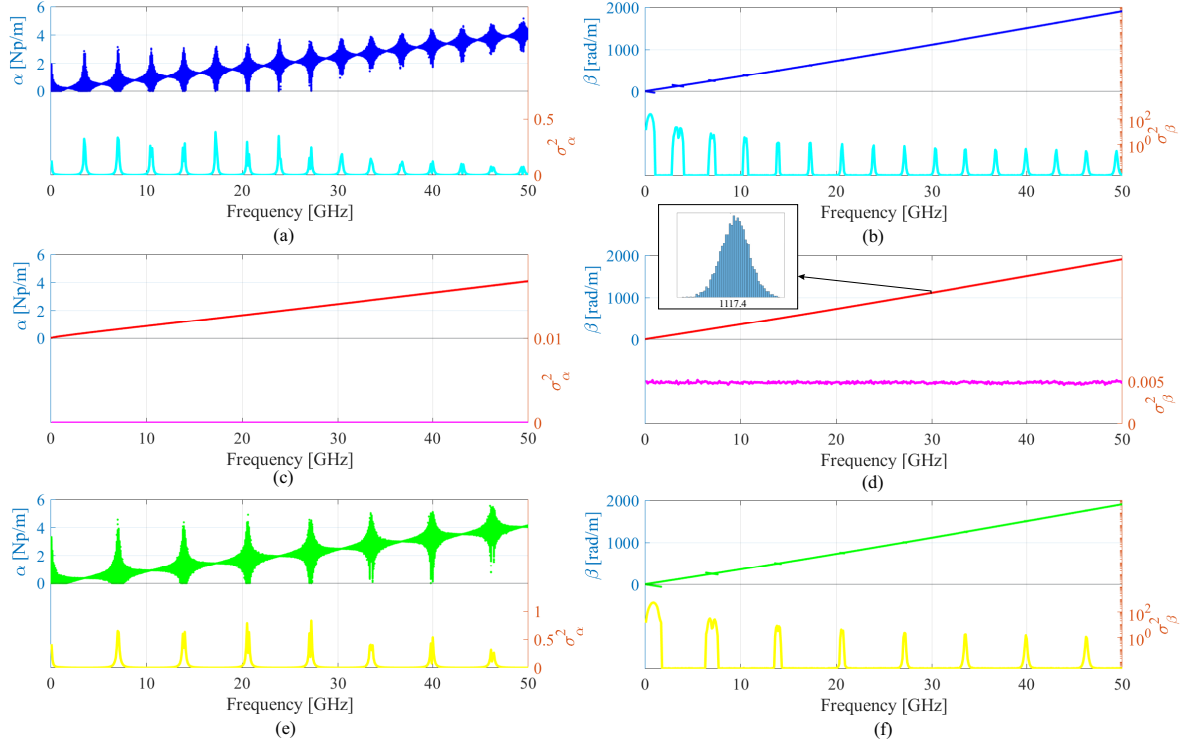 6
4
2
0
α [Np/m]
0.5
0
σ²α
0 10 20 30 40 50
Frequency [GHz]
(a)
2000
1000
0
β [rad/m]
10²
10⁰
σ²β
0 10 20 30 40 50
Frequency [GHz]
(b)
6
4
2
0
α [Np/m]
0.01
0
σ²α
0 10 20 30 40 50
Frequency [GHz]
(c)
1117.4
2000
1000
0
β [rad/m]
0.005
0
σ²β
0 10 20 30 40 50
Frequency [GHz]
(d)
6
4
2
0
α [Np/m]
1
0.5
0
σ²α
0 10 20 30 40 50
Frequency [GHz]
(e)
2000
1000
0
β [rad/m]
10²
10⁰
σ²β
0 10 20 30 40 50
Frequency [GHz]
(f)